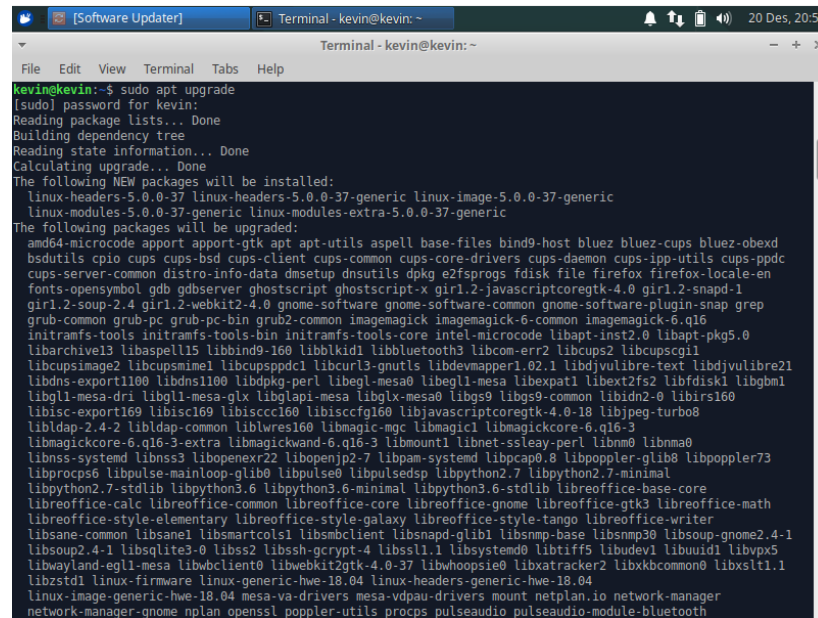 [Software Updater]
Terminal - kevin@kevin: ~
20 Des, 20:5
Terminal - kevin@kevin: ~
File Edit View Terminal Tabs Help
kevin@kevin:~$ sudo apt upgrade
[sudo] password for kevin:
Reading package lists... Done
Building dependency tree
Reading state information... Done
Calculating upgrade... Done
The following NEW packages will be installed:
linux-headers-5.0.0-37 linux-headers-5.0.0-37-generic linux-image-5.0.0-37-generic
linux-modules-5.0.0-37-generic linux-modules-extra-5.0.0-37-generic
The following packages will be upgraded:
amd64-microcode apport apport-gtk apt apt-utils aspell base-files bind9-host bluez bluez-cups bluez-obexd
bsdutils cpio cups cups-bsd cups-client cups-common cups-core-drivers cups-daemon cups-ipp-utils cups-ppdc
cups-server-common distro-info-data dmsetup dnsutils dpkg e2fsprogs fdisk file firefox firefox-locale-en
fonts-opensymbol gdb gdbserver ghostscript ghostscript-x gir1.2-javascriptcoregtk-4.0 gir1.2-snapd-1
gir1.2-soup-2.4 gir1.2-webkit2-4.0 gnome-software gnome-software-common gnome-software-plugin-snap grep
grub-common grub-pc grub-pc-bin grub2-common imagemagick imagemagick-6-common imagemagick-6.q16
initramfs-tools initramfs-tools-bin initramfs-tools-core intel-microcode libapt-inst2.0 libapt-pkg5.0
libarchive13 libaspell15 libbind9-160 libblkid1 libbluetooth3 libcom-err2 libcups2 libcupscgi1
libcupsimage2 libcupsmime1 libcupsppdc1 libcurl3-gnutls libdevmapper1.02.1 libdjvulibre-text libdjvulibre21
libdns-export1100 libdns1100 libdpkg-perl libegl-mesa0 libegl1-mesa libexpat1 libext2fs2 libfdisk1 libgbm1
libgl1-mesa-dri libgl1-mesa-glx libglapi-mesa libglx-mesa0 libgs9 libgs9-common libidn2-0 libirs160
libisc-export169 libisc169 libisccc160 libisccfg160 libjavascriptcoregtk-4.0-18 libjpeg-turbo8
libldap-2.4-2 libldap-common liblwres160 libmagic-mgc libmagic1 libmagickcore-6.q16-3
libmagickcore-6.q16-3-extra libmagickwand-6.q16-3 libmount1 libnet-ssleay-perl libnm0 libnma0
libnss-systemd libnss3 libopenexr22 libopenjp2-7 libpam-systemd libpcap0.8 libpoppler-glib8 libpoppler73
libprocps6 libpulse-mainloop-glib0 libpulse0 libpulsedsp libpython2.7 libpython2.7-minimal
libpython2.7-stdlib libpython3.6 libpython3.6-minimal libpython3.6-stdlib libreoffice-base-core
libreoffice-calc libreoffice-common libreoffice-core libreoffice-gnome libreoffice-gtk3 libreoffice-math
libreoffice-style-elementary libreoffice-style-galaxy libreoffice-style-tango libreoffice-writer
libsane-common libsane1 libsmartcols1 libsmbclient libsnapd-glib1 libsnmp-base libsnmp30 libsoup-gnome2.4-1
libsoup2.4-1 libsqlite3-0 libss2 libssh-gcrypt-4 libssl1.1 libsystemd0 libtiff5 libudev1 libuuid1 libvpx5
libwayland-egl1-mesa libwbclient0 libwebkit2gtk-4.0-37 libwhoopsie0 libxatracker2 libxkbcommon0 libxslt1.1
libzstd1 linux-firmware linux-generic-hwe-18.04 linux-headers-generic-hwe-18.04
linux-image-generic-hwe-18.04 mesa-va-drivers mesa-vdpau-drivers mount netplan.io network-manager
network-manager-gnome nplan openssl poppler-utils procps pulseaudio pulseaudio-module-bluetooth